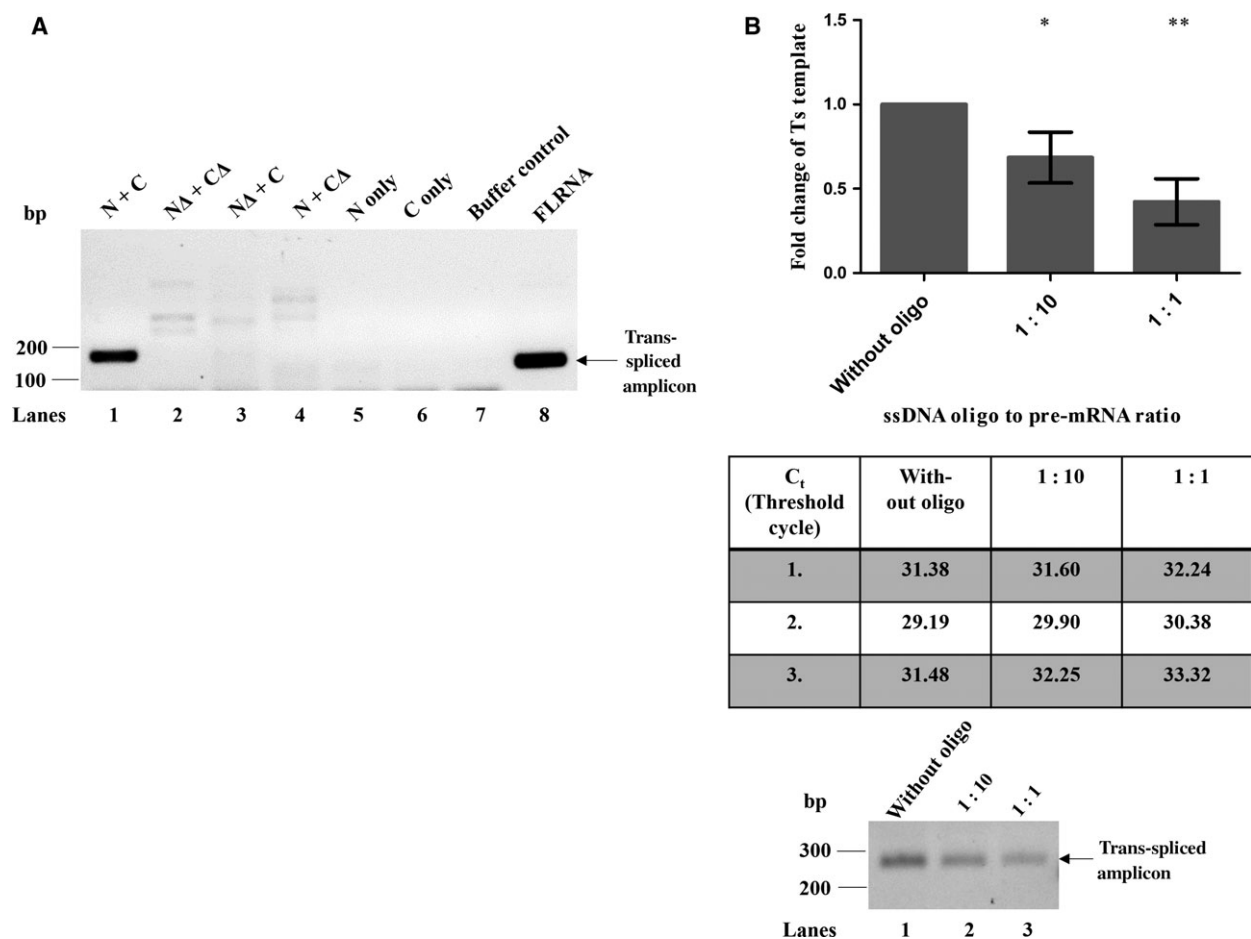 A
bp
N + C
NΔ + CΔ
NΔ + C
N + CΔ
N only
C only
Buffer control
FLRNA
200
100
Trans-
spliced
amplicon
Lanes 1 2 3 4 5 6 7 8
B
Fold change of Ts template
1.5
1.0
0.5
0.0
* **
Without oligo
1 : 10
1 : 1
ssDNA oligo to pre-mRNA ratio
Ct
(Threshold
cycle)
With-
out oligo
1 : 10
1 : 1
1. 31.38 31.60 32.24
2. 29.19 29.90 30.38
3. 31.48 32.25 33.32
bp
Without oligo
1 : 10
1 : 1
300
200
Trans-spliced
amplicon
Lanes 1 2 3